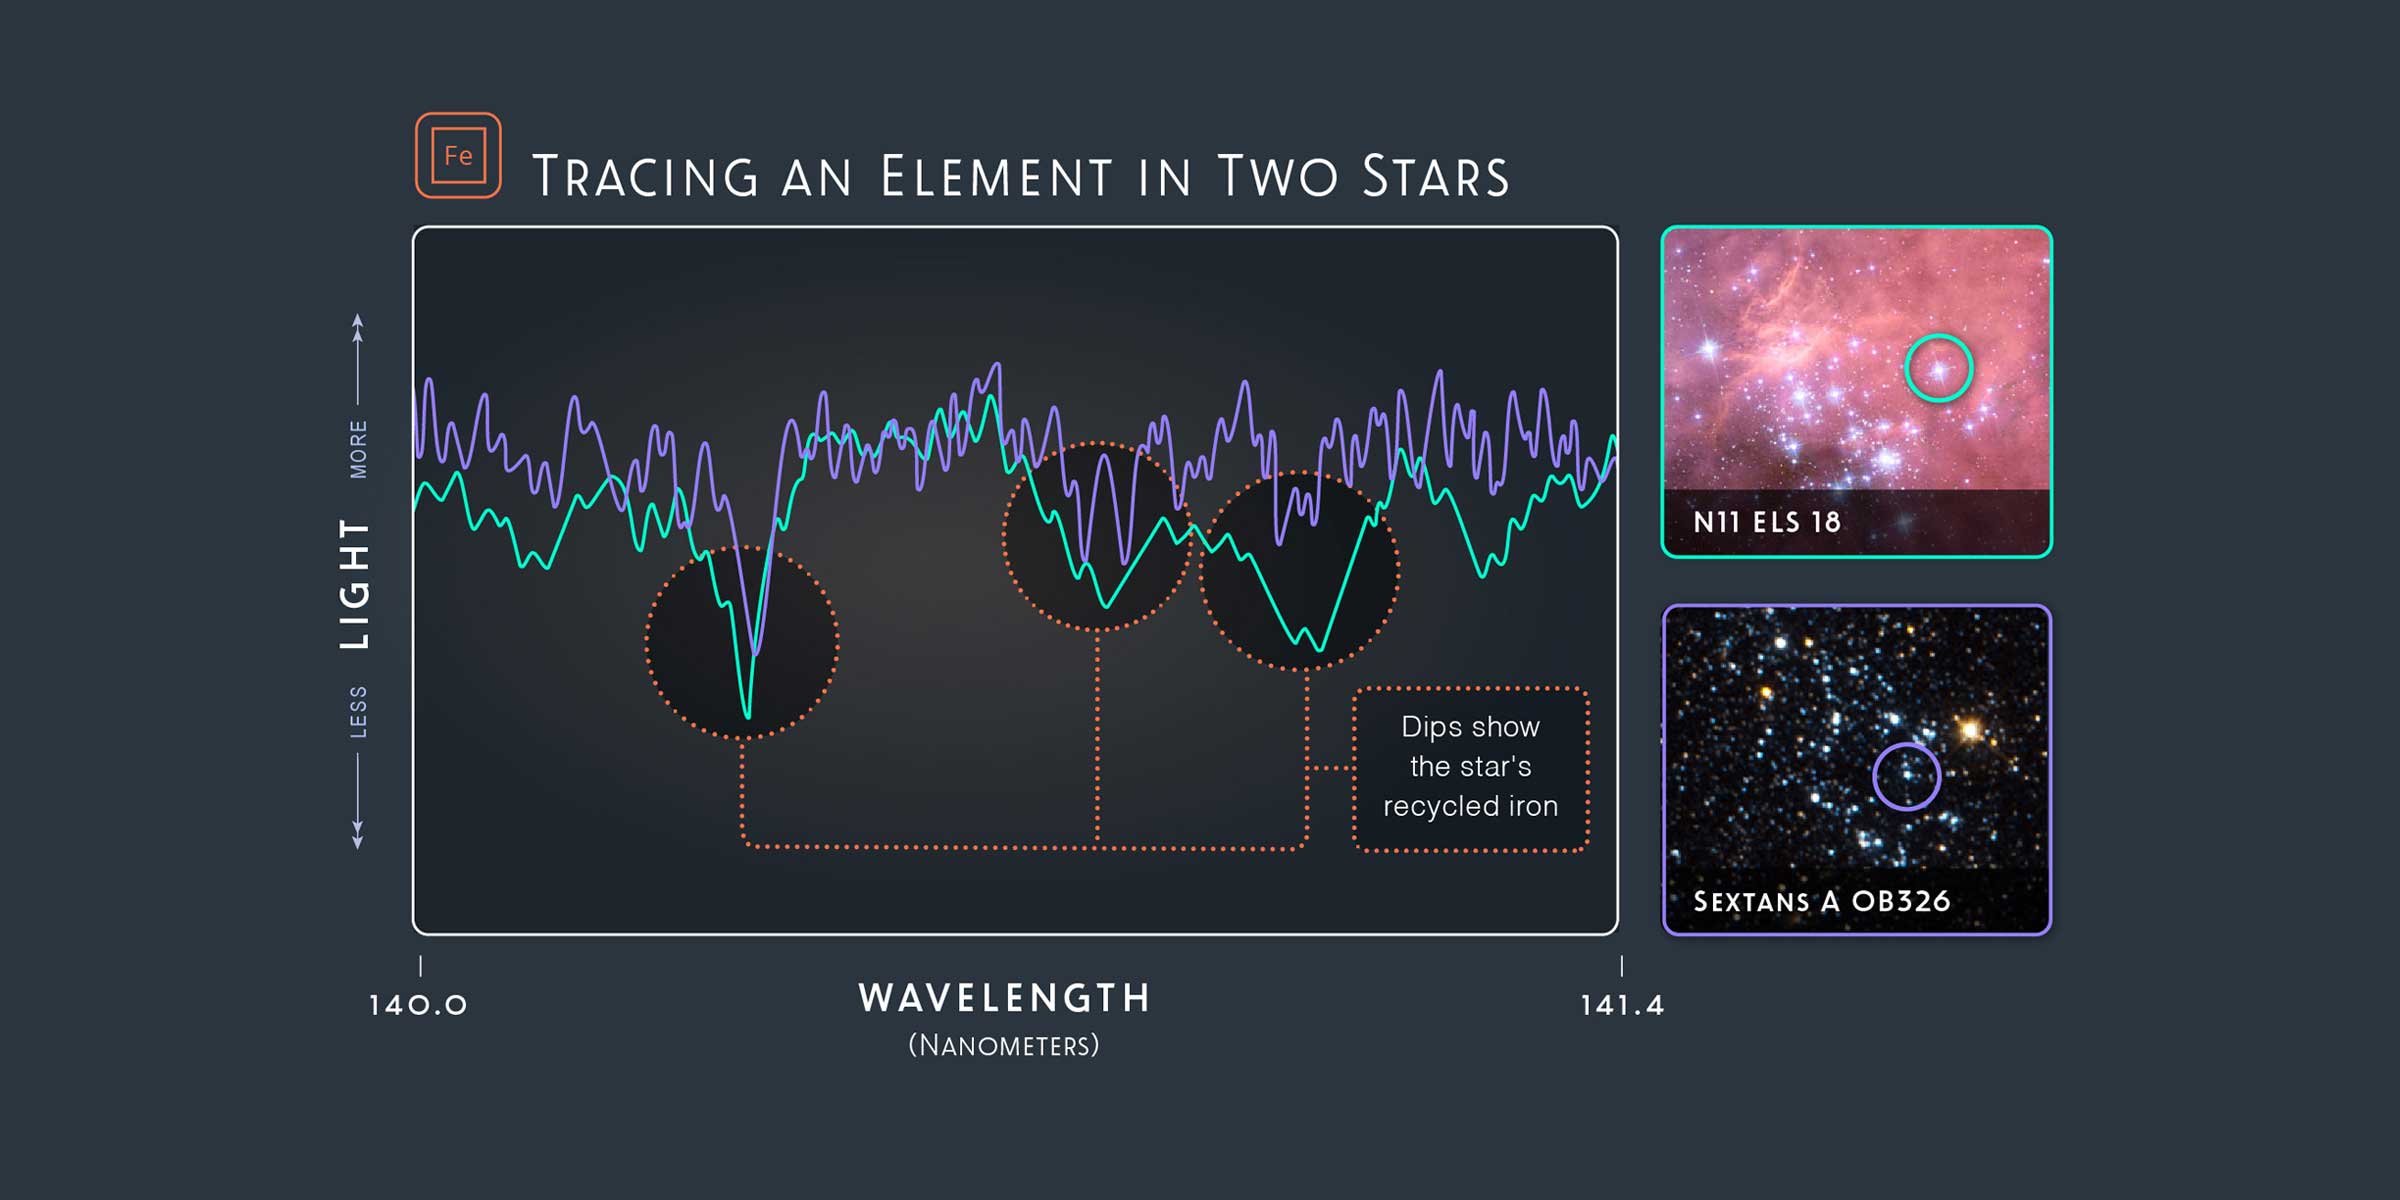 Fe
Tracing an Element in Two Stars
MORE
LIGHT
LESS
Dips show
the star's
recycled iron
N11 ELS 18
Sextans A OB326
140.0
141.4
WAVELENGTH
(Nanometers)